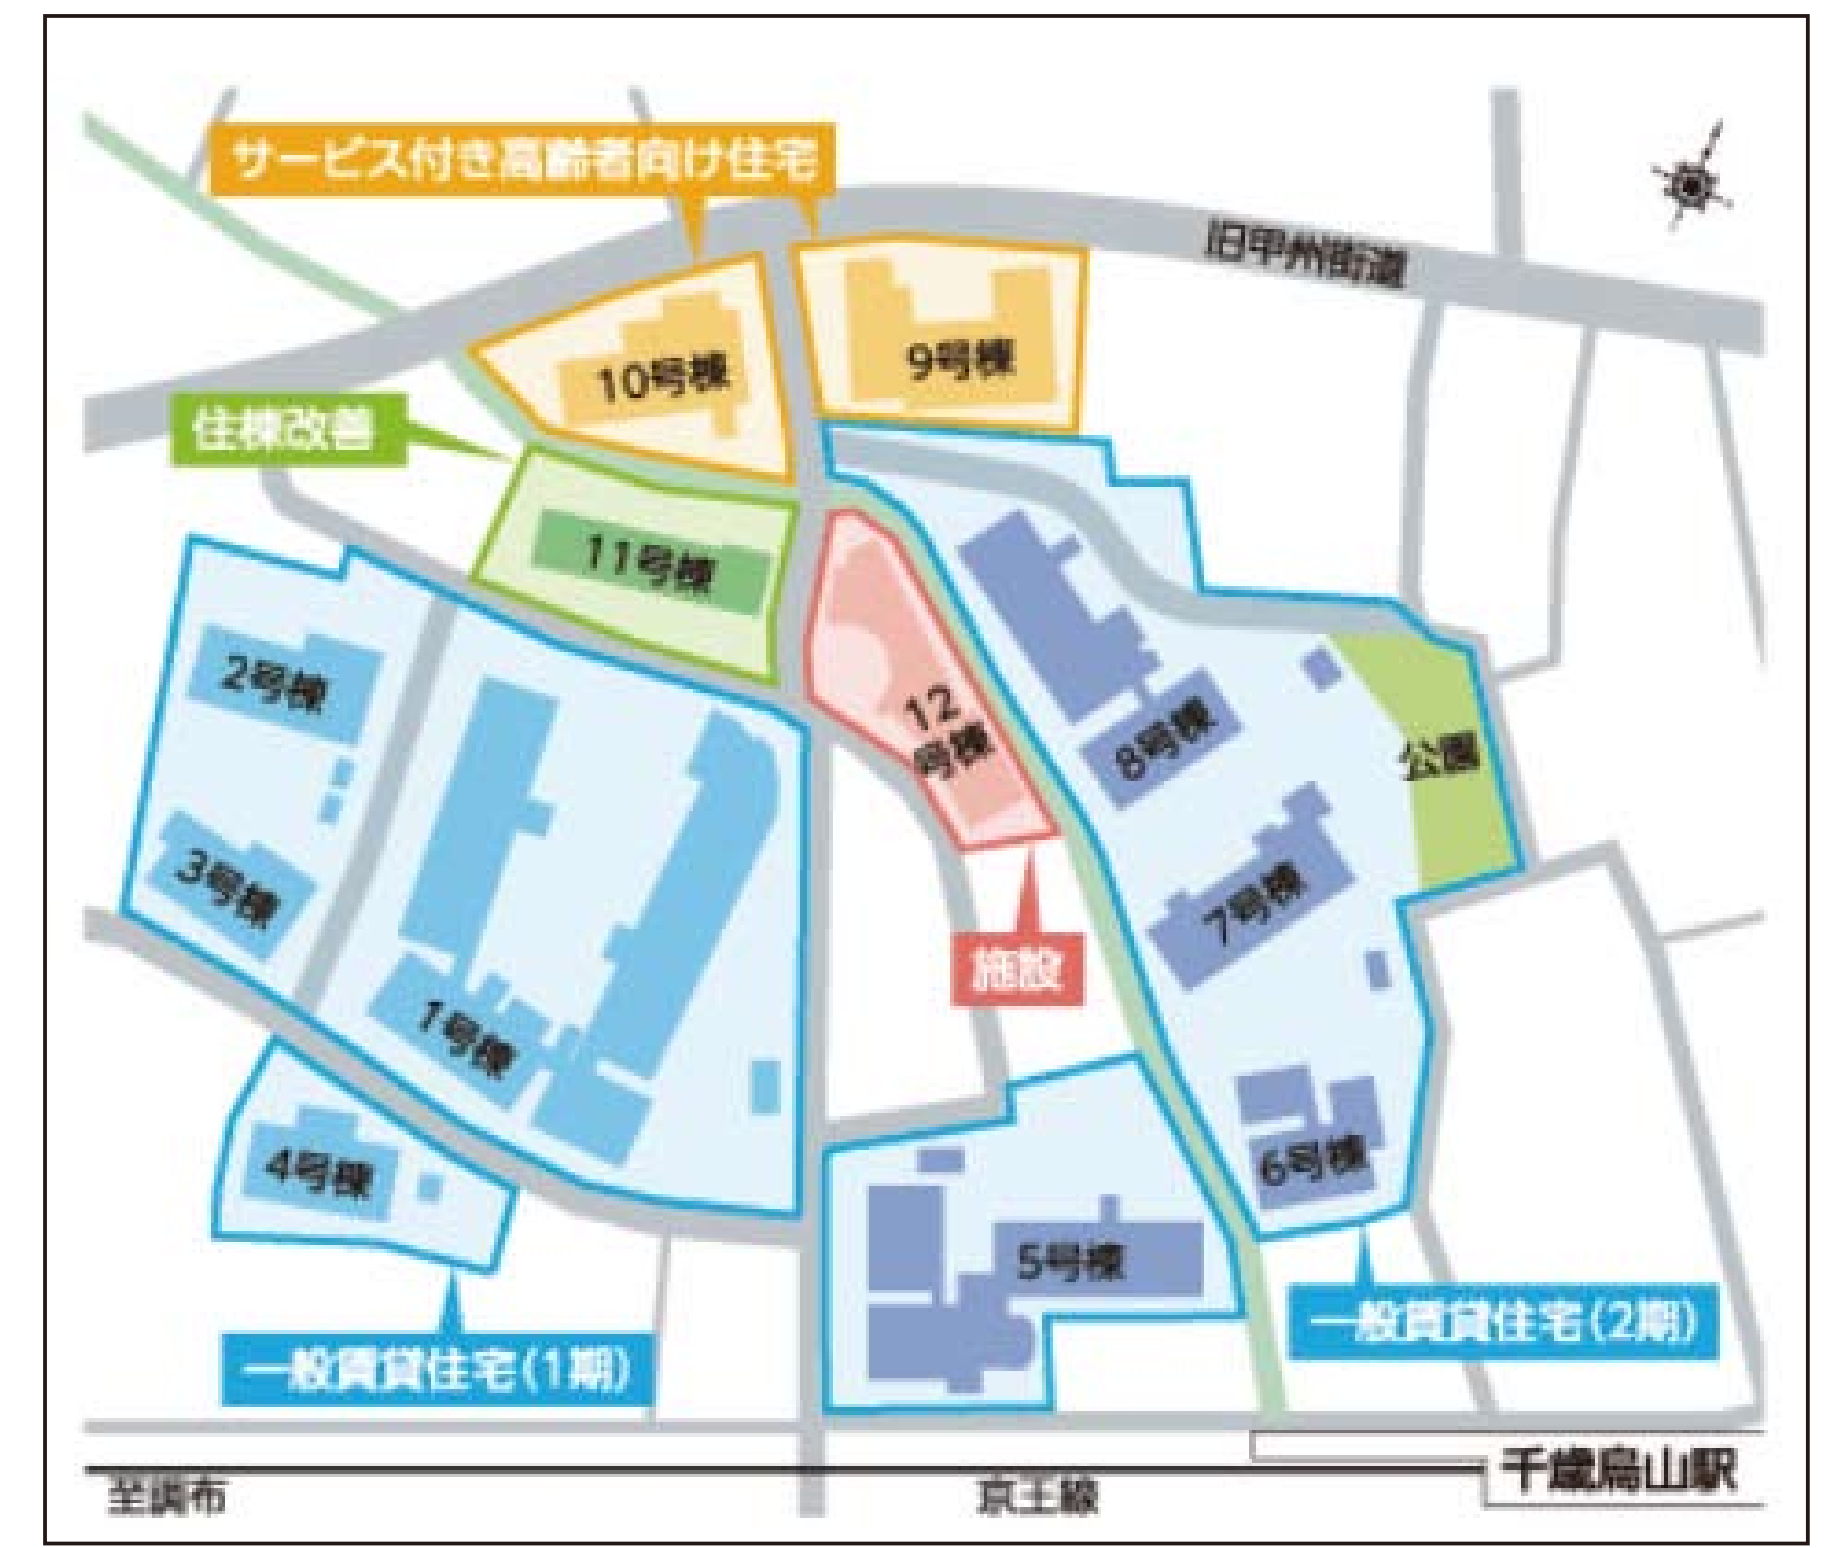 サービス付き高齢者向け住宅
旧甲州街道
10号棟
9号棟
住棟改善
11号棟
2号棟
12
号棟
8号棟
公園
3号棟
7号棟
施設
1号棟
4号棟
6号棟
5号棟
一般賃貸住宅(2期)
一般賃貸住宅(1期)
千歳烏山駅
至調布
京王線